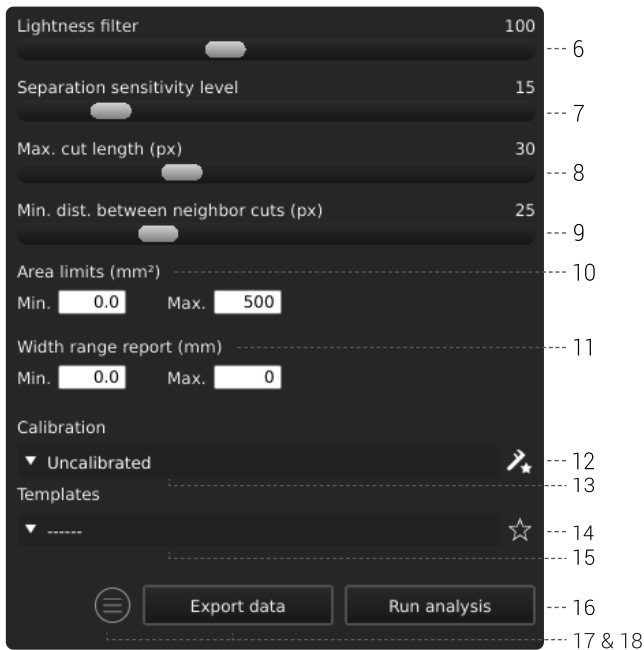 Lightness filter 100
6
Separation sensitivity level 15
7
Max. cut length (px) 30
8
Min. dist. between neighbor cuts (px) 25
9
Area limits (mm²) 10
Min. 0.0 Max. 500
Width range report (mm) 11
Min. 0.0 Max. 0
Calibration
Uncalibrated 12
13
Templates
------ 14
15
Export data Run analysis 16
17 & 18